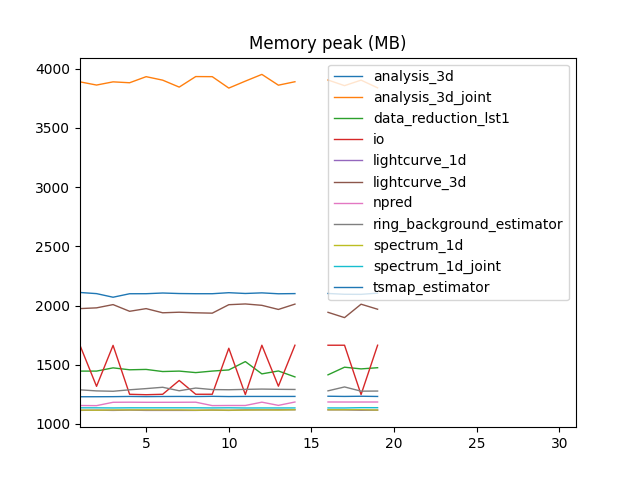 Memory peak (MB)
4000
3500
3000
2500
2000
1500
1000
analysis_3d
analysis_3d_joint
data_reduction_lst1
io
lightcurve_1d
lightcurve_3d
npred
ring_background_estimator
spectrum_1d
spectrum_1d_joint
tsmap_estimator
5 10 15 20 25 30